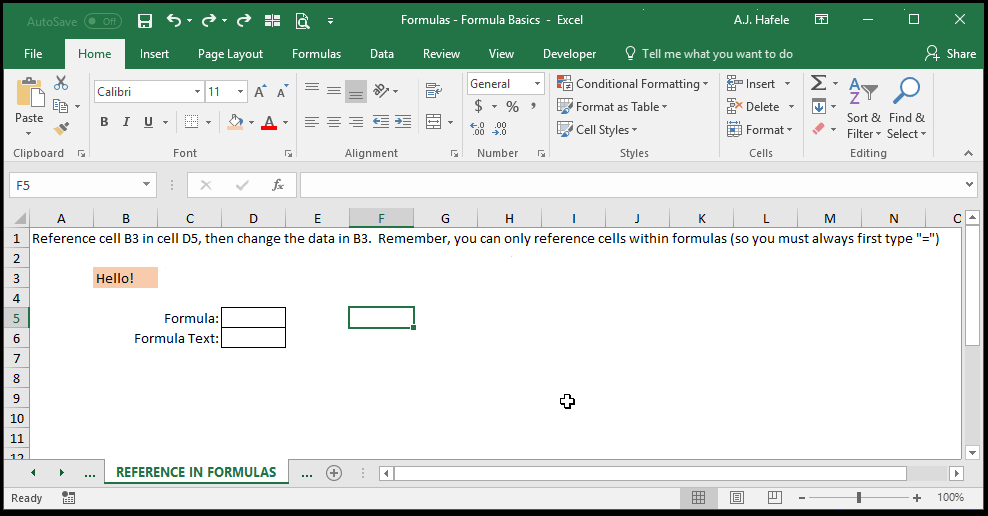 AutoSave Off
Formulas - Formula Basics - Excel
A.J. Hafele
File Home Insert Page Layout Formulas Data Review View Developer Tell me what you want to do Share
Paste
Calibri 11
General
Conditional Formatting
Format as Table
Cell Styles
Insert
Delete
Format
Sort & Filter
Find & Select
B I U A
$ % ,
Clipboard Font Alignment Number Styles Cells Editing
F5 fx
A B C D E F G H I J K L M N O
1 Reference cell B3 in cell D5, then change the data in B3.  Remember, you can only reference cells within formulas (so you must always first type "=")
2
3 Hello!
4
5 Formula:
6 Formula Text:
7
8
9
10
11
12
... REFERENCE IN FORMULAS ...
Ready 100%